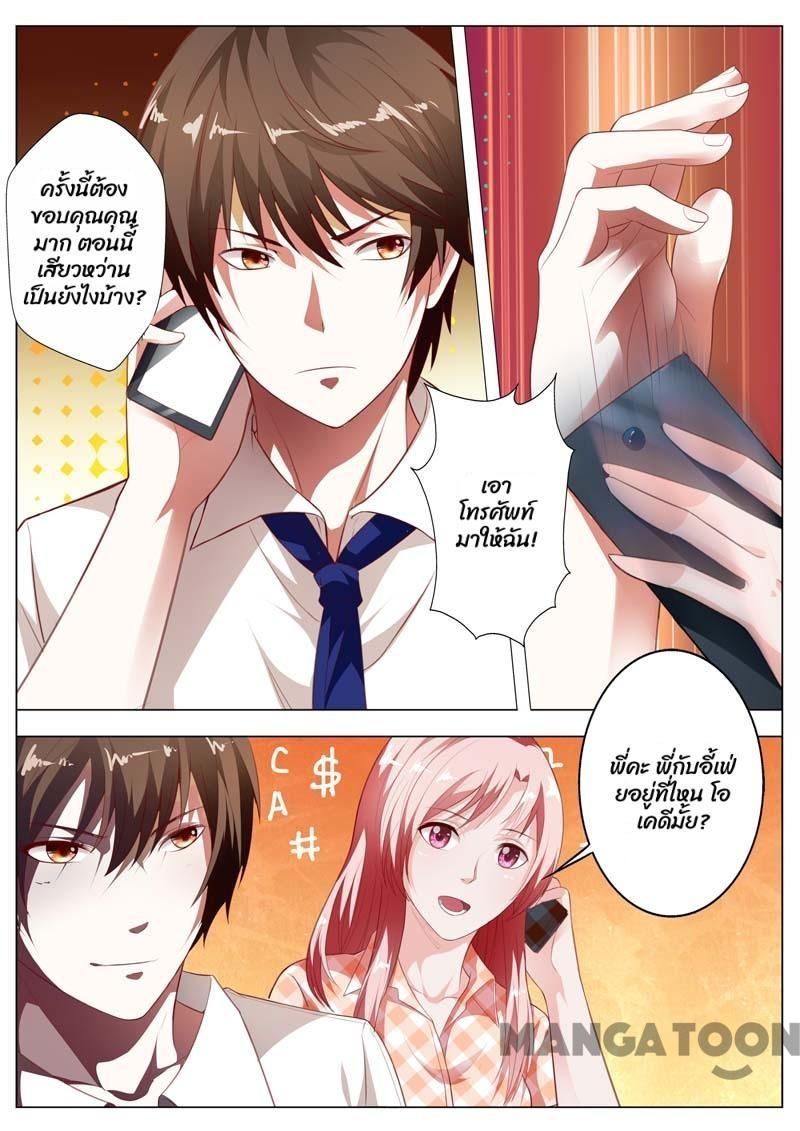 ครั้งนี้ต้อง
ขอบคุณคุณ
มาก ตอนนี้
เสียวหว่าน
เป็นยังไงบ้าง?
เอา
โทรศัพท์
มาให้ฉัน!
พี่คะ พี่กับอี้เฟ่
ยอยู่ที่ไหน โอ
เคดีมั้ย?
C
A
$
#
MANGATOON